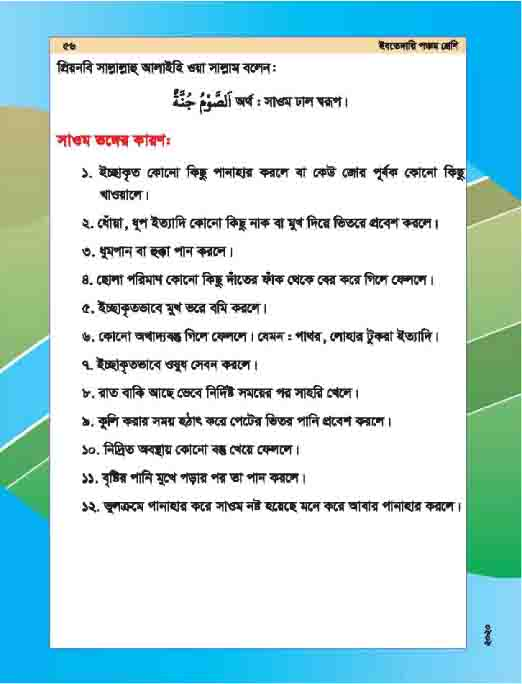 ৫৬ ইবতেদায়ী পঞ্চম শ্রেণি
প্রিয়নবি সাল্লাল্লাহু আলাইহি ওয়া সাল্লাম বলেন :
اَلصَّوْمُ جُنَّةٌ অর্থ : সাওম ঢাল স্বরূপ।
সাওম ভঙ্গের কারণ:
১. ইচ্ছাকৃত কোনো কিছু পানাহার করলে বা কেউ জোর পূর্বক কোনো কিছু
খাওয়ালে।
২. ধোঁয়া, ধূপ ইত্যাদি কোনো কিছু নাক বা মুখ দিয়ে ভিতরে প্রবেশ করলে।
৩. ধুমপান বা হুক্কা পান করলে।
৪. ছোলা পরিমাণ কোনো কিছু দাঁতের ফাঁক থেকে বের করে গিলে ফেললে।
৫. ইচ্ছাকৃতভাবে মুখ ভরে বমি করলে।
৬. কোনো অখাদ্যবস্তু গিলে ফেললে। যেমন : পাথর, লোহার টুকরা ইত্যাদি।
৭. ইচ্ছাকৃতভাবে ওষুধ সেবন করলে।
৮. রাত বাকি আছে ভেবে নির্দিষ্ট সময়ের পর সাহরি খেলে।
৯. কুলি করার সময় হঠাৎ করে পেটের ভিতর পানি প্রবেশ করলে।
১০. নিদ্রিত অবস্থায় কোনো বস্তু খেয়ে ফেললে।
১১. বৃষ্টির পানি মুখে পড়ার পর তা পান করলে।
১২. ভুলক্রমে পানাহার করে সাওম নষ্ট হয়েছে মনে করে আবার পানাহার করলে।
২০২০